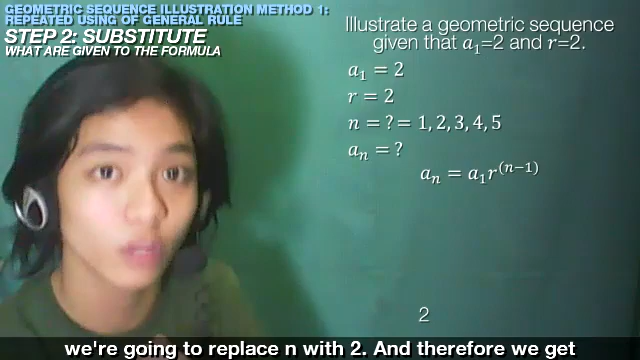 GEOMETRIC SEQUENCE ILLUSTRATION METHOD 1:
REPEATED USING OF GENERAL RULE
STEP 2: SUBSTITUTE
WHAT ARE GIVEN TO THE FORMULA
Illustrate a geometric sequence
given that a₁=2 and r=2.
a₁ = 2
r = 2
n = ? = 1, 2, 3, 4, 5
aₙ = ?
aₙ = a₁r⁽ⁿ⁻¹⁾
2
we're going to replace n with 2. And therefore we get